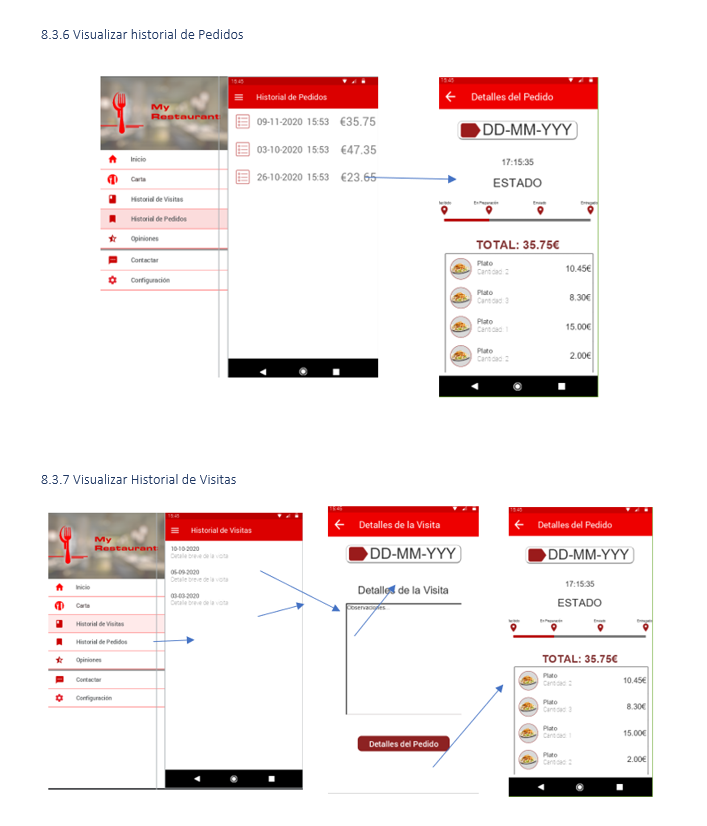 8.3.6 Visualizar historial de Pedidos
My
Restaurant
Inicio
Carta
Historial de Visitas
Historial de Pedidos
Opiniones
Contactar
Configuración
15:45
Historial de Pedidos
09-11-2020 15:53 €35.75
03-10-2020 15:53 €47.35
26-10-2020 15:53 €23.65
15:45
Detalles del Pedido
DD-MM-YYY
17:15:35
ESTADO
En Preparación Enviado Entregado
TOTAL: 35.75€
Plato
Cantidad: 2
10.45€
Plato
Cantidad: 3
8.30€
Plato
Cantidad: 1
15.00€
Plato
Cantidad: 2
2.00€
8.3.7 Visualizar Historial de Visitas
My
Restaurant
Inicio
Carta
Historial de Visitas
Historial de Pedidos
Opiniones
Contactar
Configuración
15:45
Historial de Visitas
10-10-2020
Detalle breve de la visita
06-09-2020
Detalle breve de la visita
03-03-2020
Detalle breve de la visita
15:45
Detalles de la Visita
DD-MM-YYY
Detalles de la Visita
Observaciones...
Detalles del Pedido
15:45
Detalles del Pedido
DD-MM-YYY
17:15:35
ESTADO
En Preparación Enviado
TOTAL: 35.75€
Plato
Cantidad: 2
10.45€
Plato
Cantidad: 3
8.30€
Plato
Cantidad: 1
15.00€
Plato
Cantidad: 2
2.00€